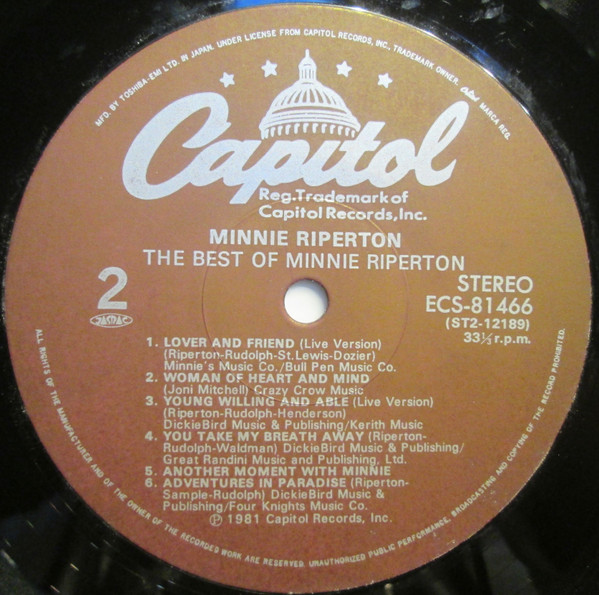 MFD. BY TOSHIBA-EMI LTD. IN JAPAN. UNDER LICENSE FROM CAPITOL RECORDS, INC., TRADEMARK OWNER. Capitol MARCA REG.
Capitol
Reg.Trademark of
Capitol Records,Inc.
MINNIE RIPERTON
THE BEST OF MINNIE RIPERTON
2
JASRAC
STEREO
ECS-81466
(ST2-12189)
33⅓ r.p.m.
1. LOVER AND FRIEND (Live Version)
(Riperton-Rudolph-St.Lewis-Dozier)
Minnie's Music Co./Bull Pen Music Co.
2. WOMAN OF HEART AND MIND
(Joni Mitchell) Crazy Crow Music
3. YOUNG WILLING AND ABLE (Live Version)
(Riperton-Rudolph-Henderson)
DickieBird Music & Publishing/Kerith Music
4. YOU TAKE MY BREATH AWAY (Riperton-
Rudolph-Waldman) DickieBird Music & Publishing/
Great Randini Music and Publishing, Ltd.
5. ANOTHER MOMENT WITH MINNIE
6. ADVENTURES IN PARADISE (Riperton-
Sample-Rudolph) DickieBird Music &
Publishing/Four Knights Music Co.
℗ 1981 Capitol Records, Inc.
ALL RIGHTS OF THE MANUFACTURER AND OF THE OWNER OF THE RECORDED WORK ARE RESERVED. UNAUTHORIZED PUBLIC PERFORMANCE, BROADCASTING AND COPYING OF THE RECORD PROHIBITED.